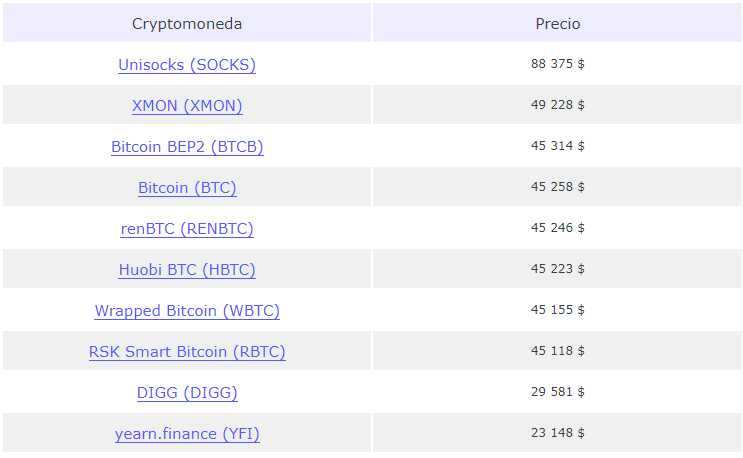 Cryptomoneda Precio
Unisocks (SOCKS) 88 375 $
XMON (XMON) 49 228 $
Bitcoin BEP2 (BTCB) 45 314 $
Bitcoin (BTC) 45 258 $
renBTC (RENBTC) 45 246 $
Huobi BTC (HBTC) 45 223 $
Wrapped Bitcoin (WBTC) 45 155 $
RSK Smart Bitcoin (RBTC) 45 118 $
DIGG (DIGG) 29 581 $
yearn.finance (YFI) 23 148 $